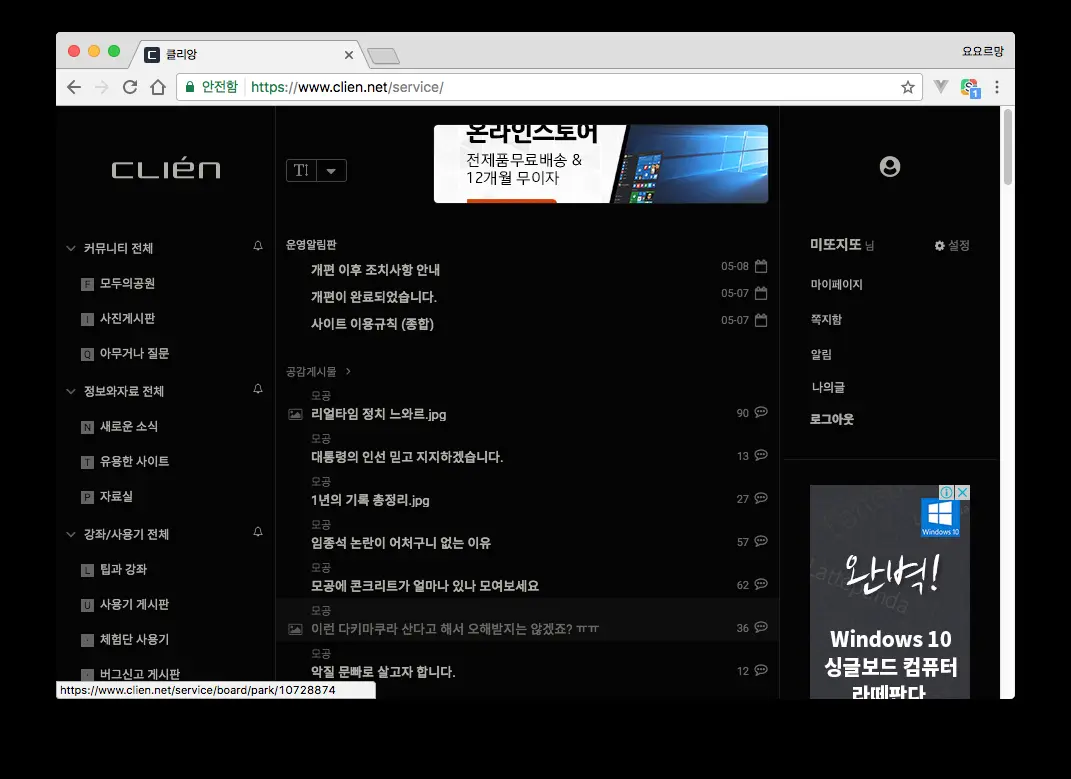 클리앙
요요르망
안전함
https://www.clien.net/service/
1
CLIÉN
T!
온라인스토어
전제품무료배송 &
12개월 무이자
커뮤니티 전체
F 모두의공원
I 사진게시판
Q 아무거나 질문
정보와자료 전체
N 새로운 소식
T 유용한 사이트
P 자료실
강좌/사용기 전체
L 팁과 강좌
U 사용기 게시판
· 체험단 사용기
· 버그신고 게시판
https://www.clien.net/service/board/park/10728874
운영알림판
개편 이후 조치사항 안내 05-08
개편이 완료되었습니다. 05-07
사이트 이용규칙 (종합) 05-07
공감게시물 >
모공
리얼타임 정치 느와르.jpg 90
모공
대통령의 인선 믿고 지지하겠습니다. 13
모공
1년의 기록 총정리.jpg 27
모공
임종석 논란이 어처구니 없는 이유 57
모공
모공에 콘크리트가 얼마나 있나 모여보세요 62
모공
이런 다키마쿠라 산다고 해서 오해받지는 않겠죠? ㅠㅠ 36
모공
악질 문빠로 살고자 합니다. 12
미또지또 님 설정
마이페이지
쪽지함
알림
나의글
로그아웃
Windows 10
완벽!
Lattepanda
Windows 10
싱글보드 컴퓨터
라떼판다